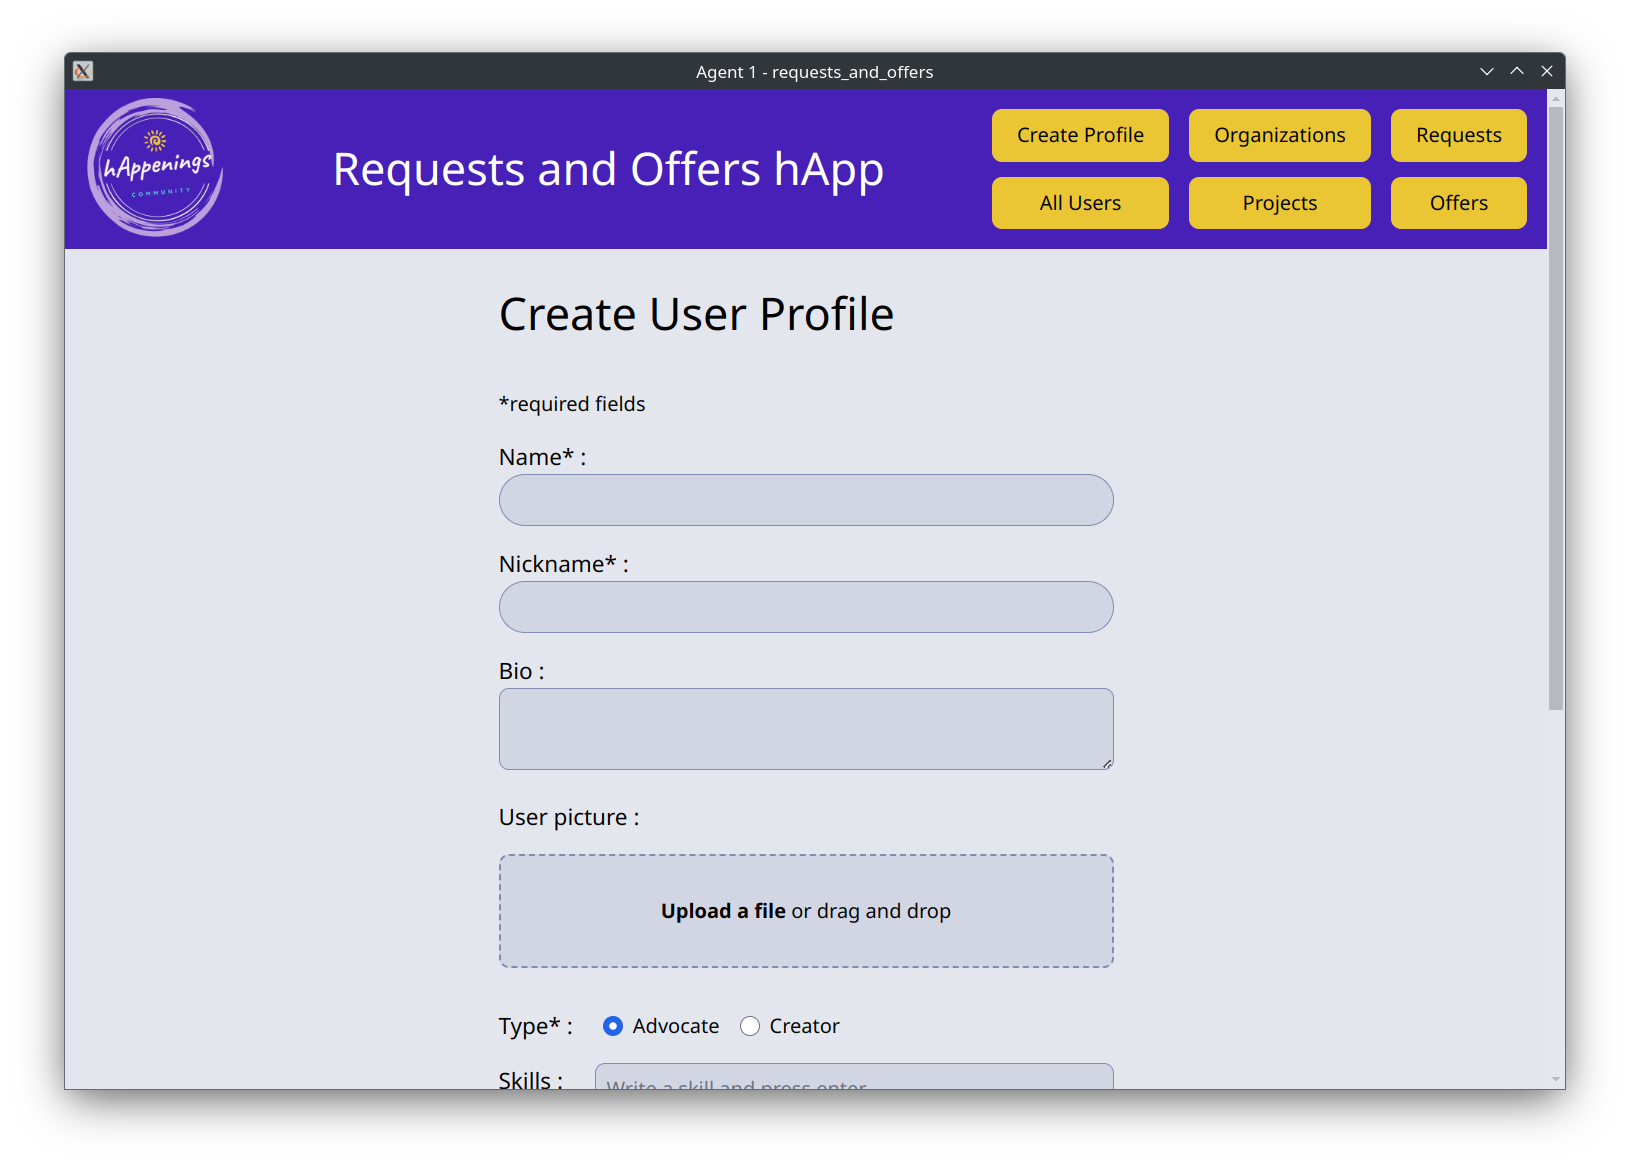 Agent 1 - requests_and_offers
hAppenings
COMMUNITY
Requests and Offers hApp
Create Profile
Organizations
Requests
All Users
Projects
Offers
Create User Profile
*required fields
Name* :
Nickname* :
Bio :
User picture :
Upload a file or drag and drop
Type* :
Advocate
Creator
Skills :
Write a skill and press enter